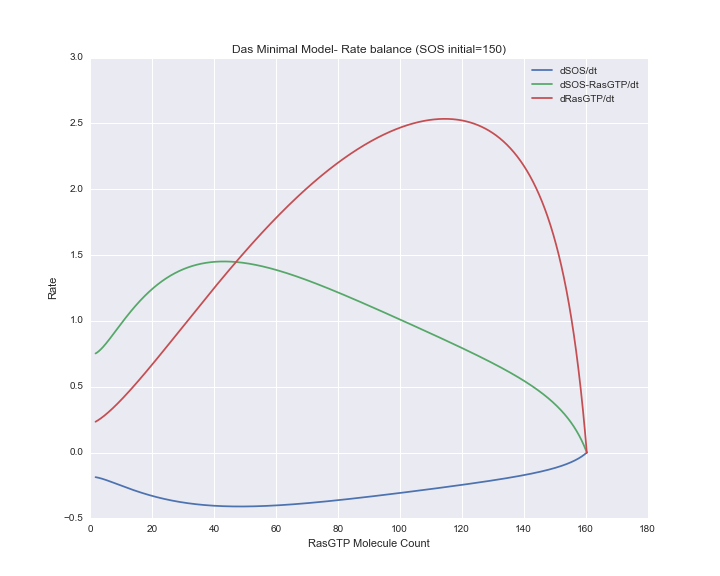 Das Minimal Model- Rate balance (SOS initial=150)
3.0
2.5
2.0
1.5
1.0
0.5
0.0
−0.5
Rate
dSOS/dt
dSOS-RasGTP/dt
dRasGTP/dt
0 20 40 60 80 100 120 140 160 180
RasGTP Molecule Count